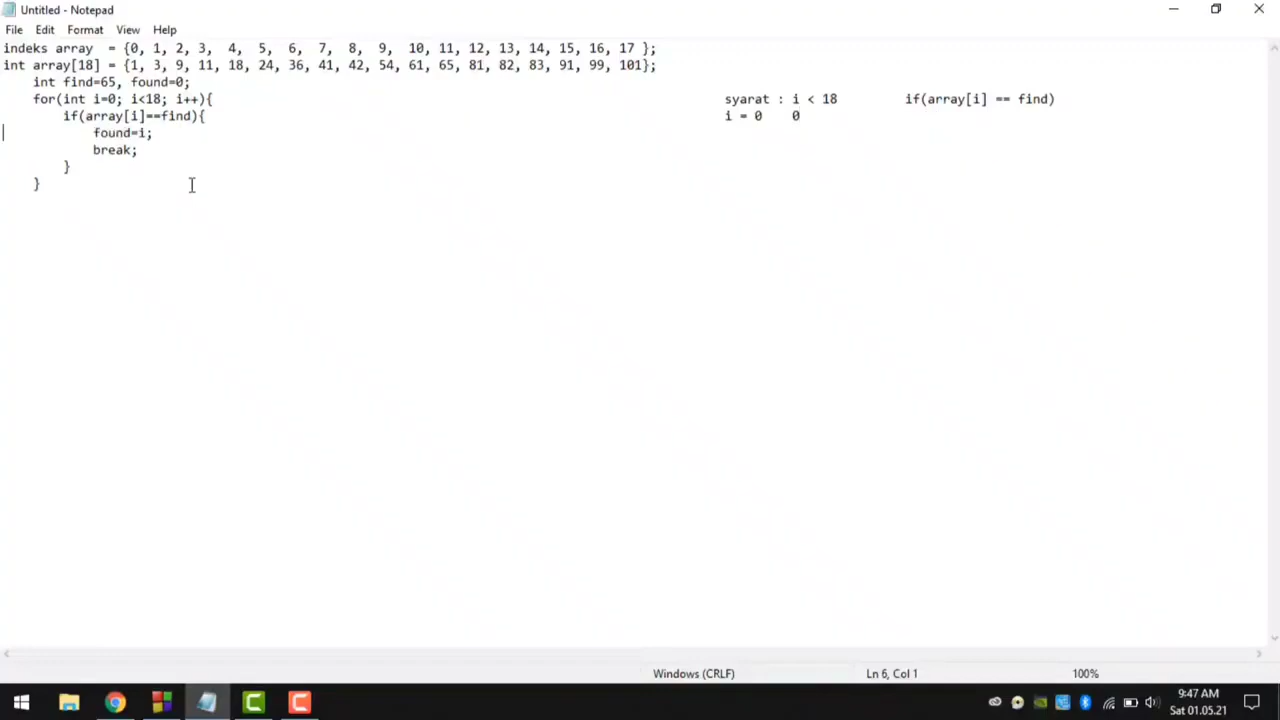 Untitled - Notepad
File Edit Format View Help
indeks array = {0, 1, 2, 3, 4, 5, 6, 7, 8, 9, 10, 11, 12, 13, 14, 15, 16, 17 };
int array[18] = {1, 3, 9, 11, 18, 24, 36, 41, 42, 54, 61, 65, 81, 82, 83, 91, 99, 101};
int find=65, found=0;
for(int i=0; i<18; i++){ syarat : i < 18 if(array[i] == find)
if(array[i]==find){ i = 0 0
found=i;
break;
}
}
Windows (CRLF) Ln 6, Col 1 100%
9:47 AM
Sat 01.05.21